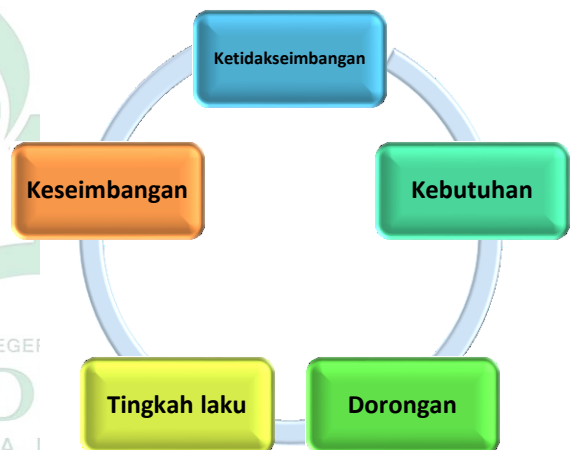 Ketidakseimbangan
Kebutuhan
Dorongan
Tingkah laku
Keseimbangan